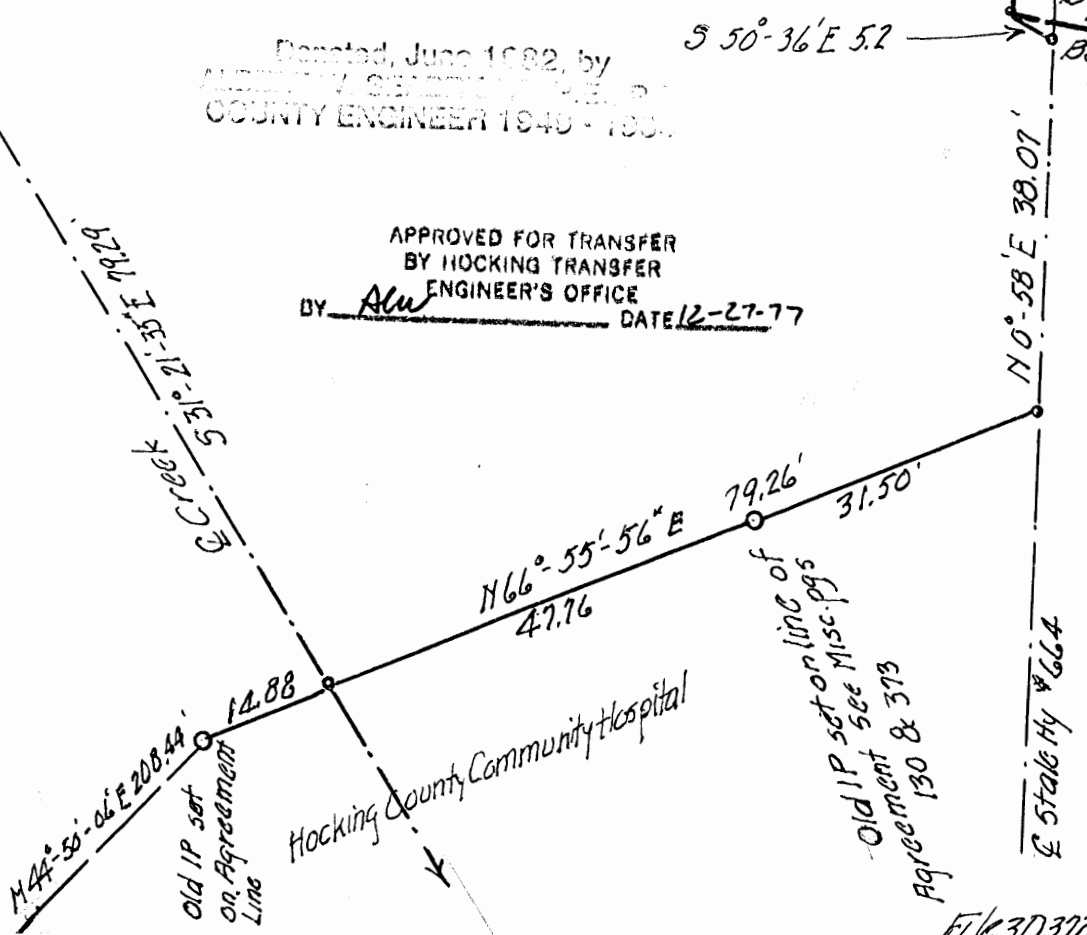 S 50°-36' E 5.2
Donated, June 1982, by
COUNTY ENGINEER 1940 -
N 0°-58' E 38.07'
S 31°-21'-35" E 79.29'
℄ Creek
APPROVED FOR TRANSFER
BY HOCKING TRANSFER
ENGINEER'S OFFICE
BY DATE 12-27-77
79.26'
31.50'
N 66°-55'-56" E
47.76
14.88
N 44°-50'-06" E 208.44'
Old IP set
on Agreement
Line
Hocking County Community Hospital
Old IP set on line of
Agreement See Misc. pgs
130 & 373
℄ State Hy #664